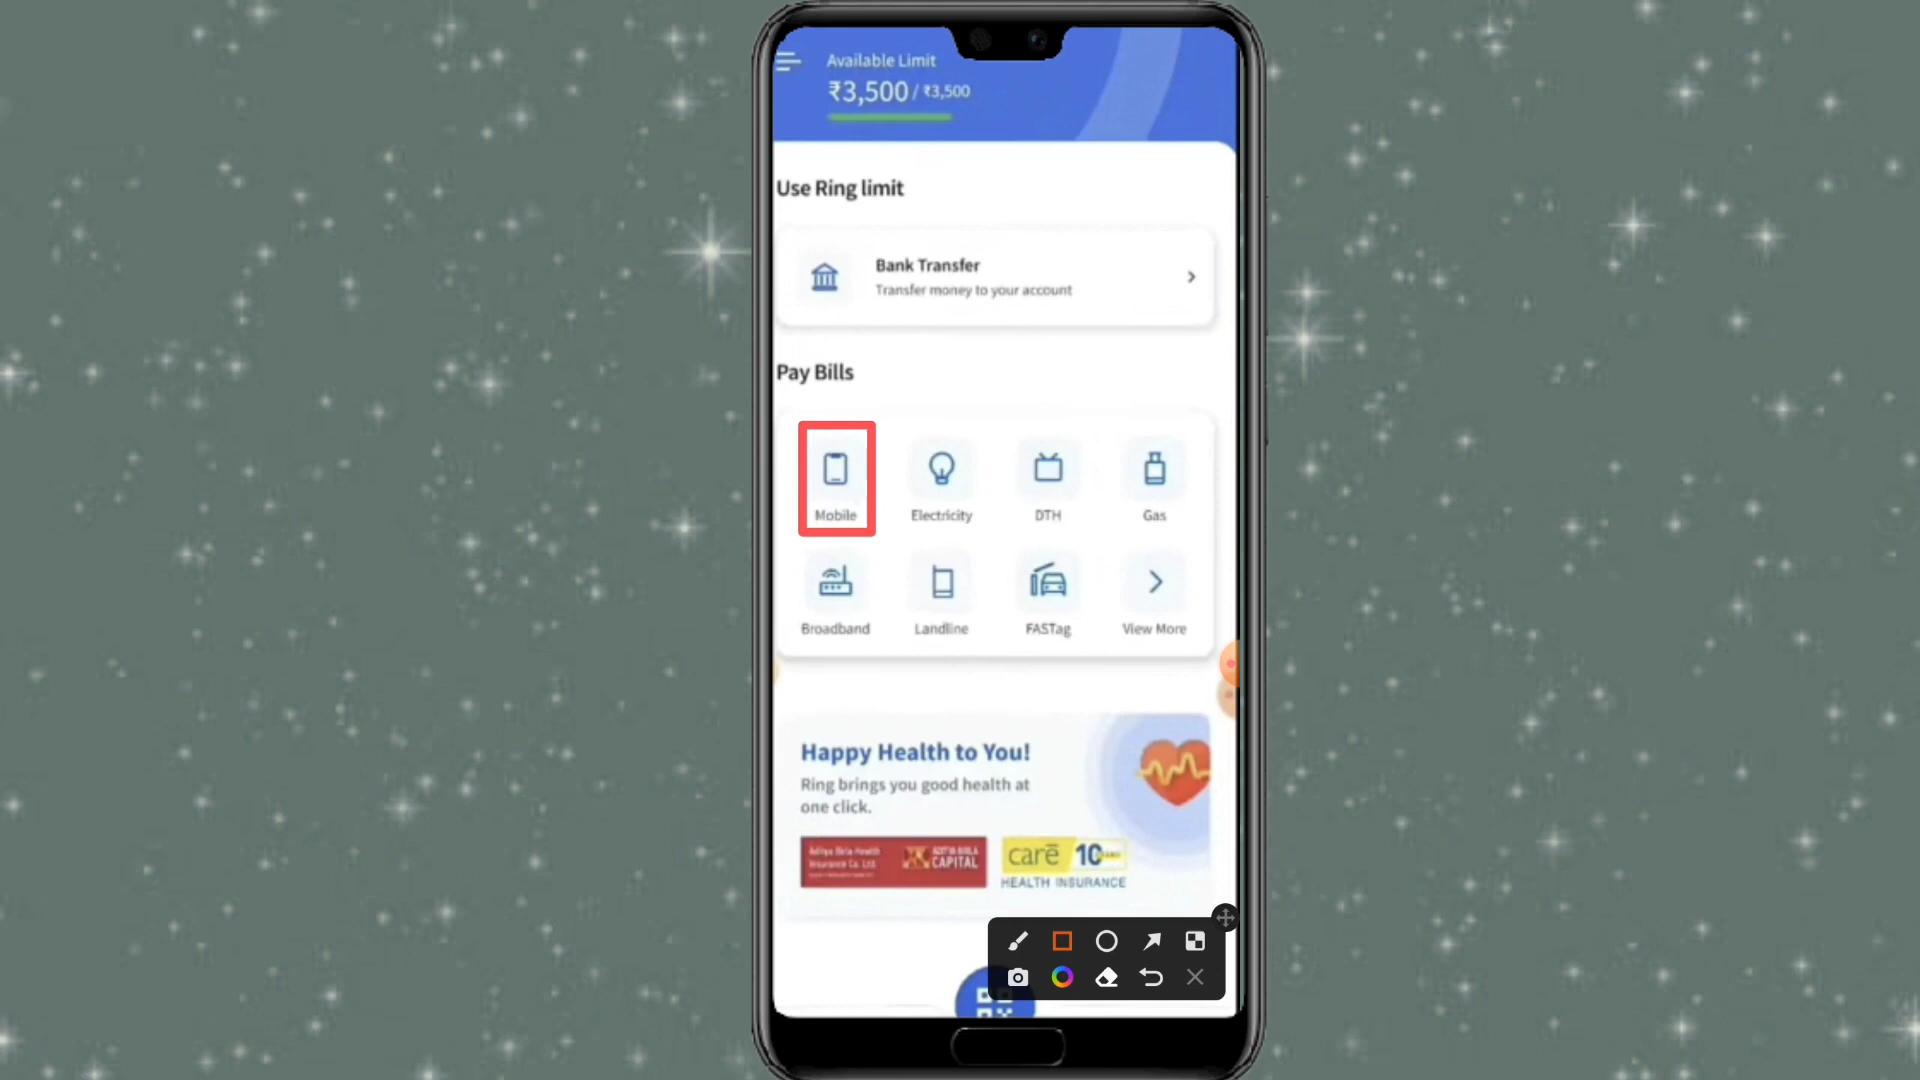 Available Limit
₹3,500 / ₹3,500
Use Ring limit
Bank Transfer
Transfer money to your account
Pay Bills
Mobile
Electricity
DTH
Gas
Broadband
Landline
FASTag
View More
Happy Health to You!
Ring brings you good health at
one click.
Aditya Birla Health
Insurance Co. Ltd.
ADITYA BIRLA
CAPITAL
care 10
HEALTH INSURANCE